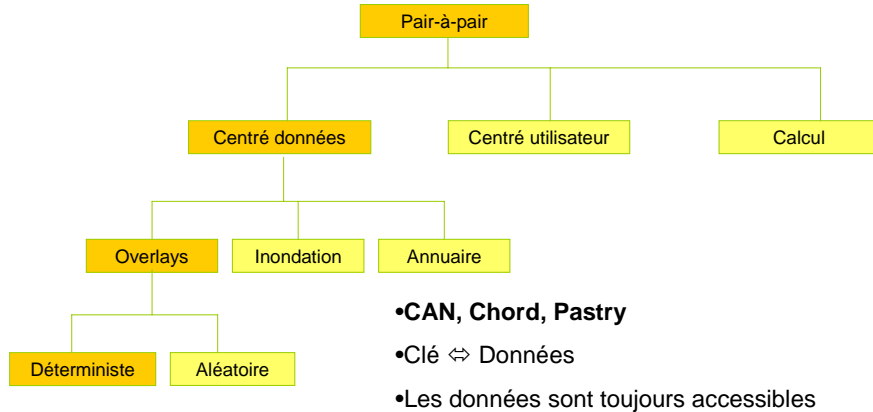 Pair-à-pair
Centré données
Centré utilisateur
Calcul
Overlays
Inondation
Annuaire
Déterministe
Aléatoire
•CAN, Chord, Pastry
•Clé ⇔ Données
•Les données sont toujours accessibles